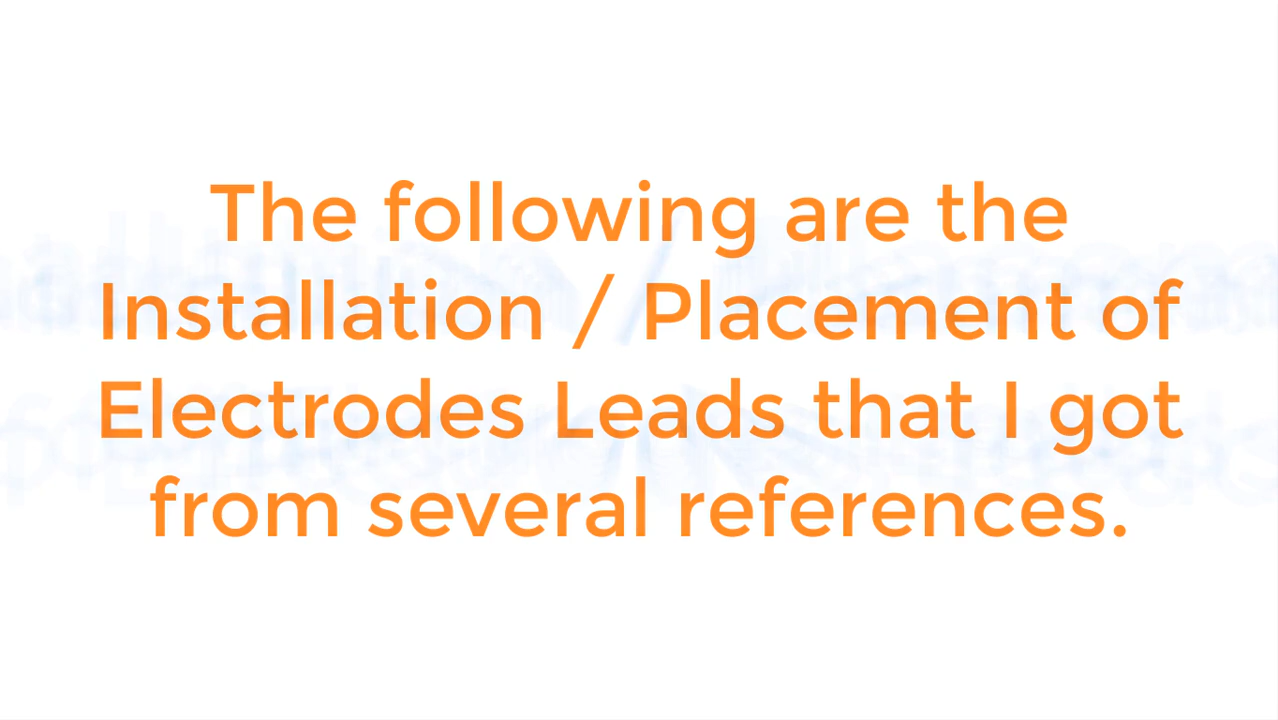 The following are the
Installation / Placement of
Electrodes Leads that I got
from several references.